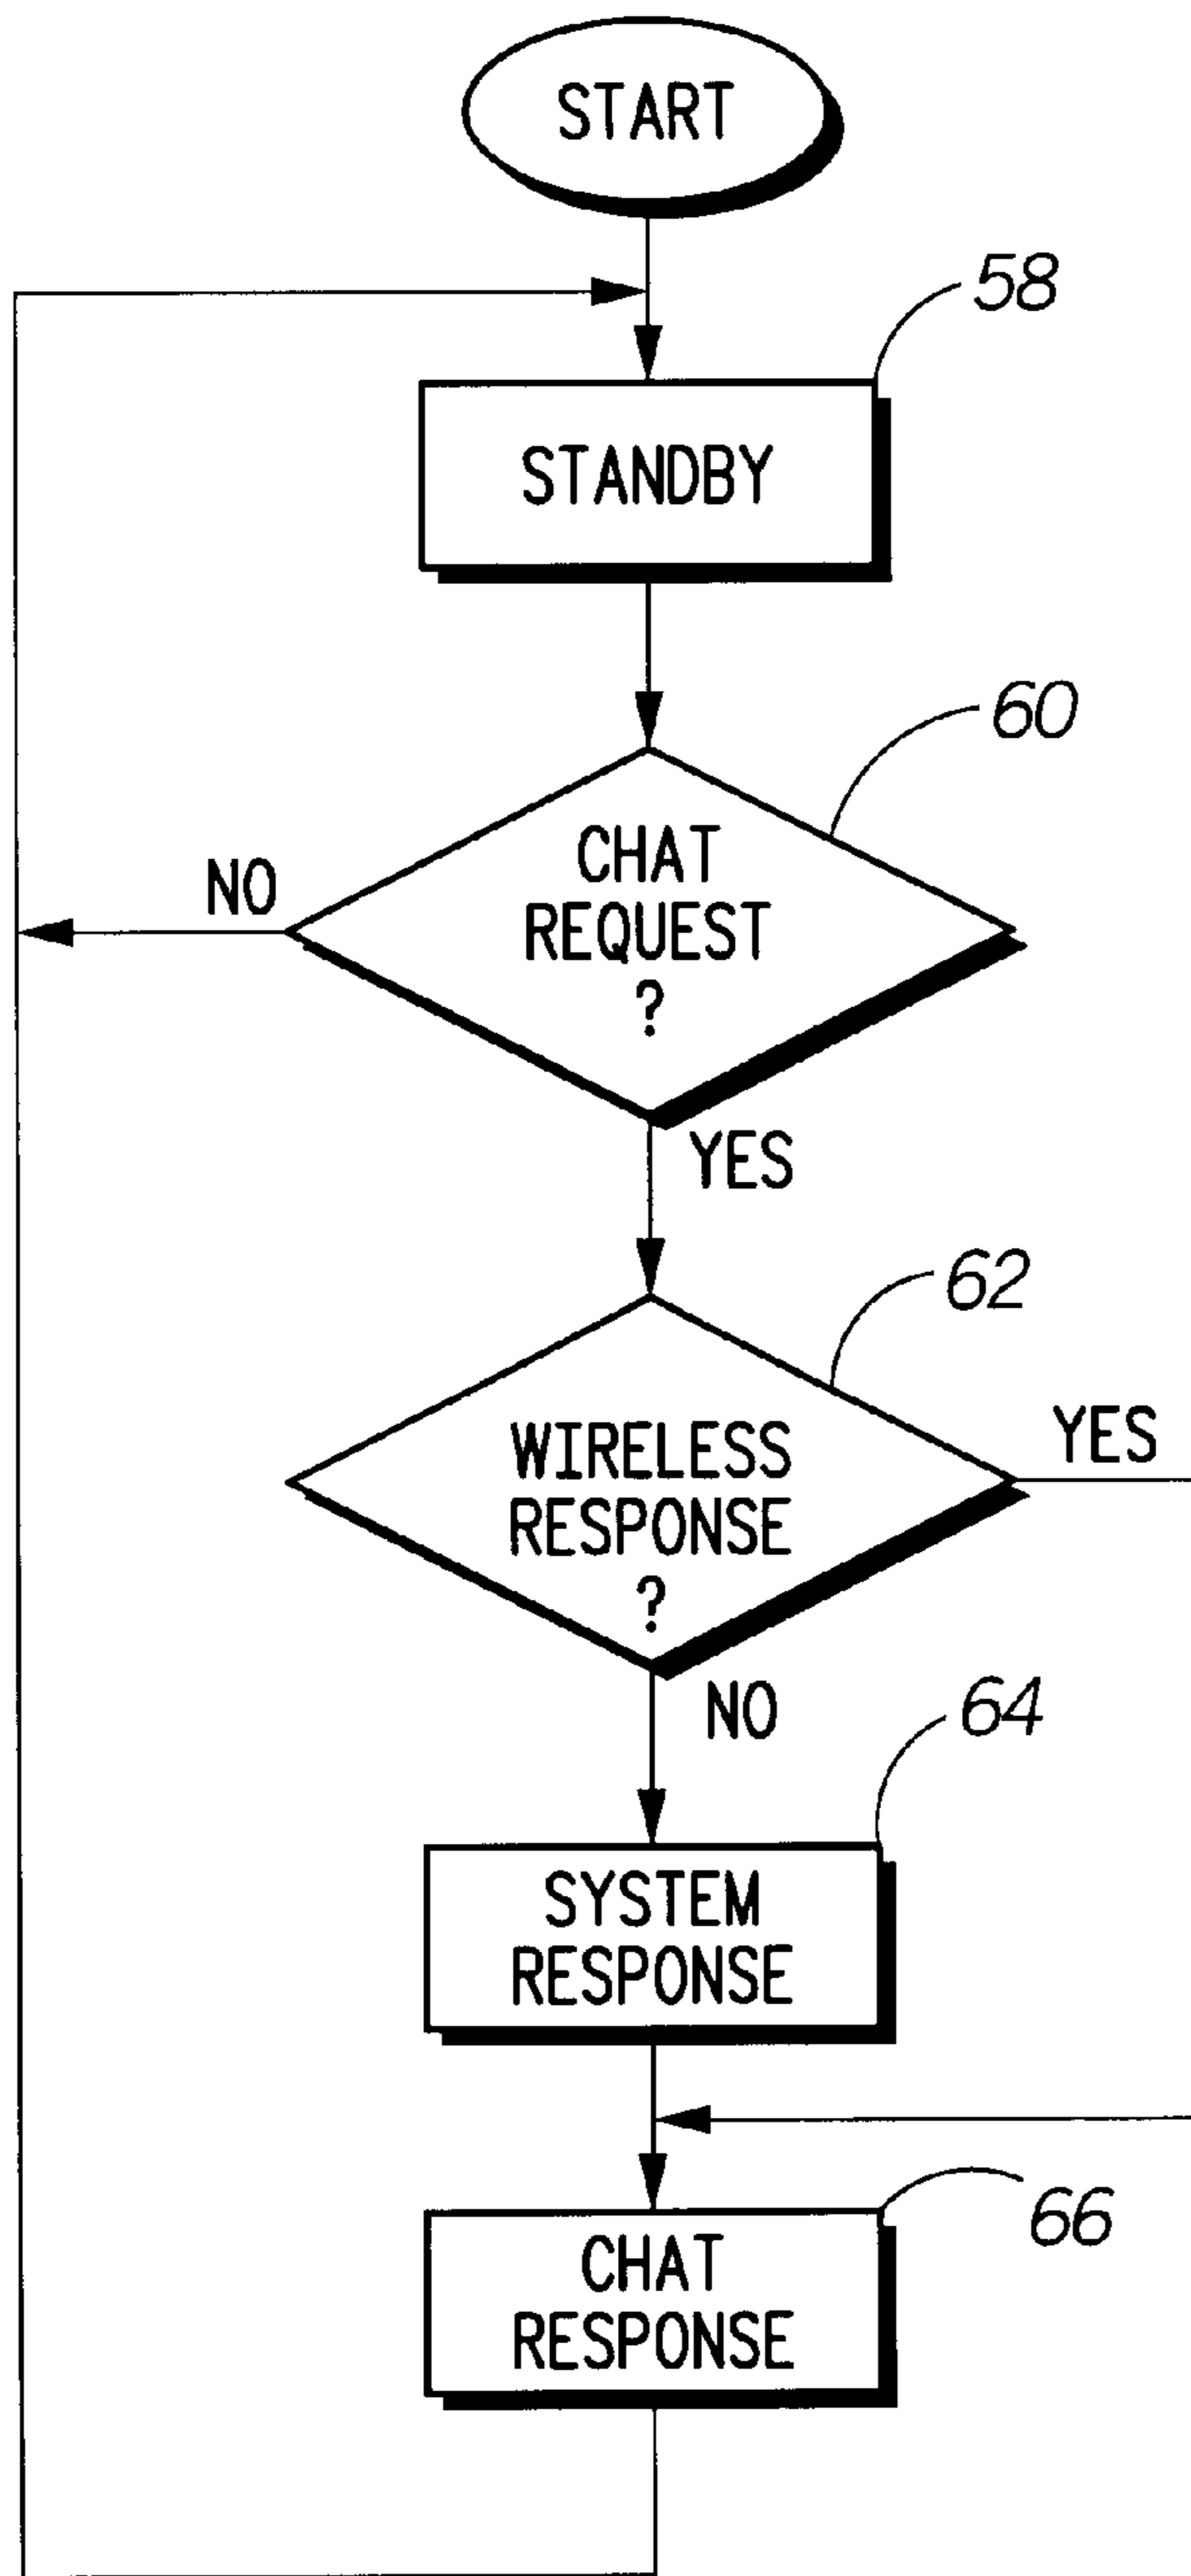 START
58
STANDBY
60
CHAT
REQUEST
?
NO
YES
62
WIRELESS
RESPONSE
?
YES
NO
64
SYSTEM
RESPONSE
66
CHAT
RESPONSE